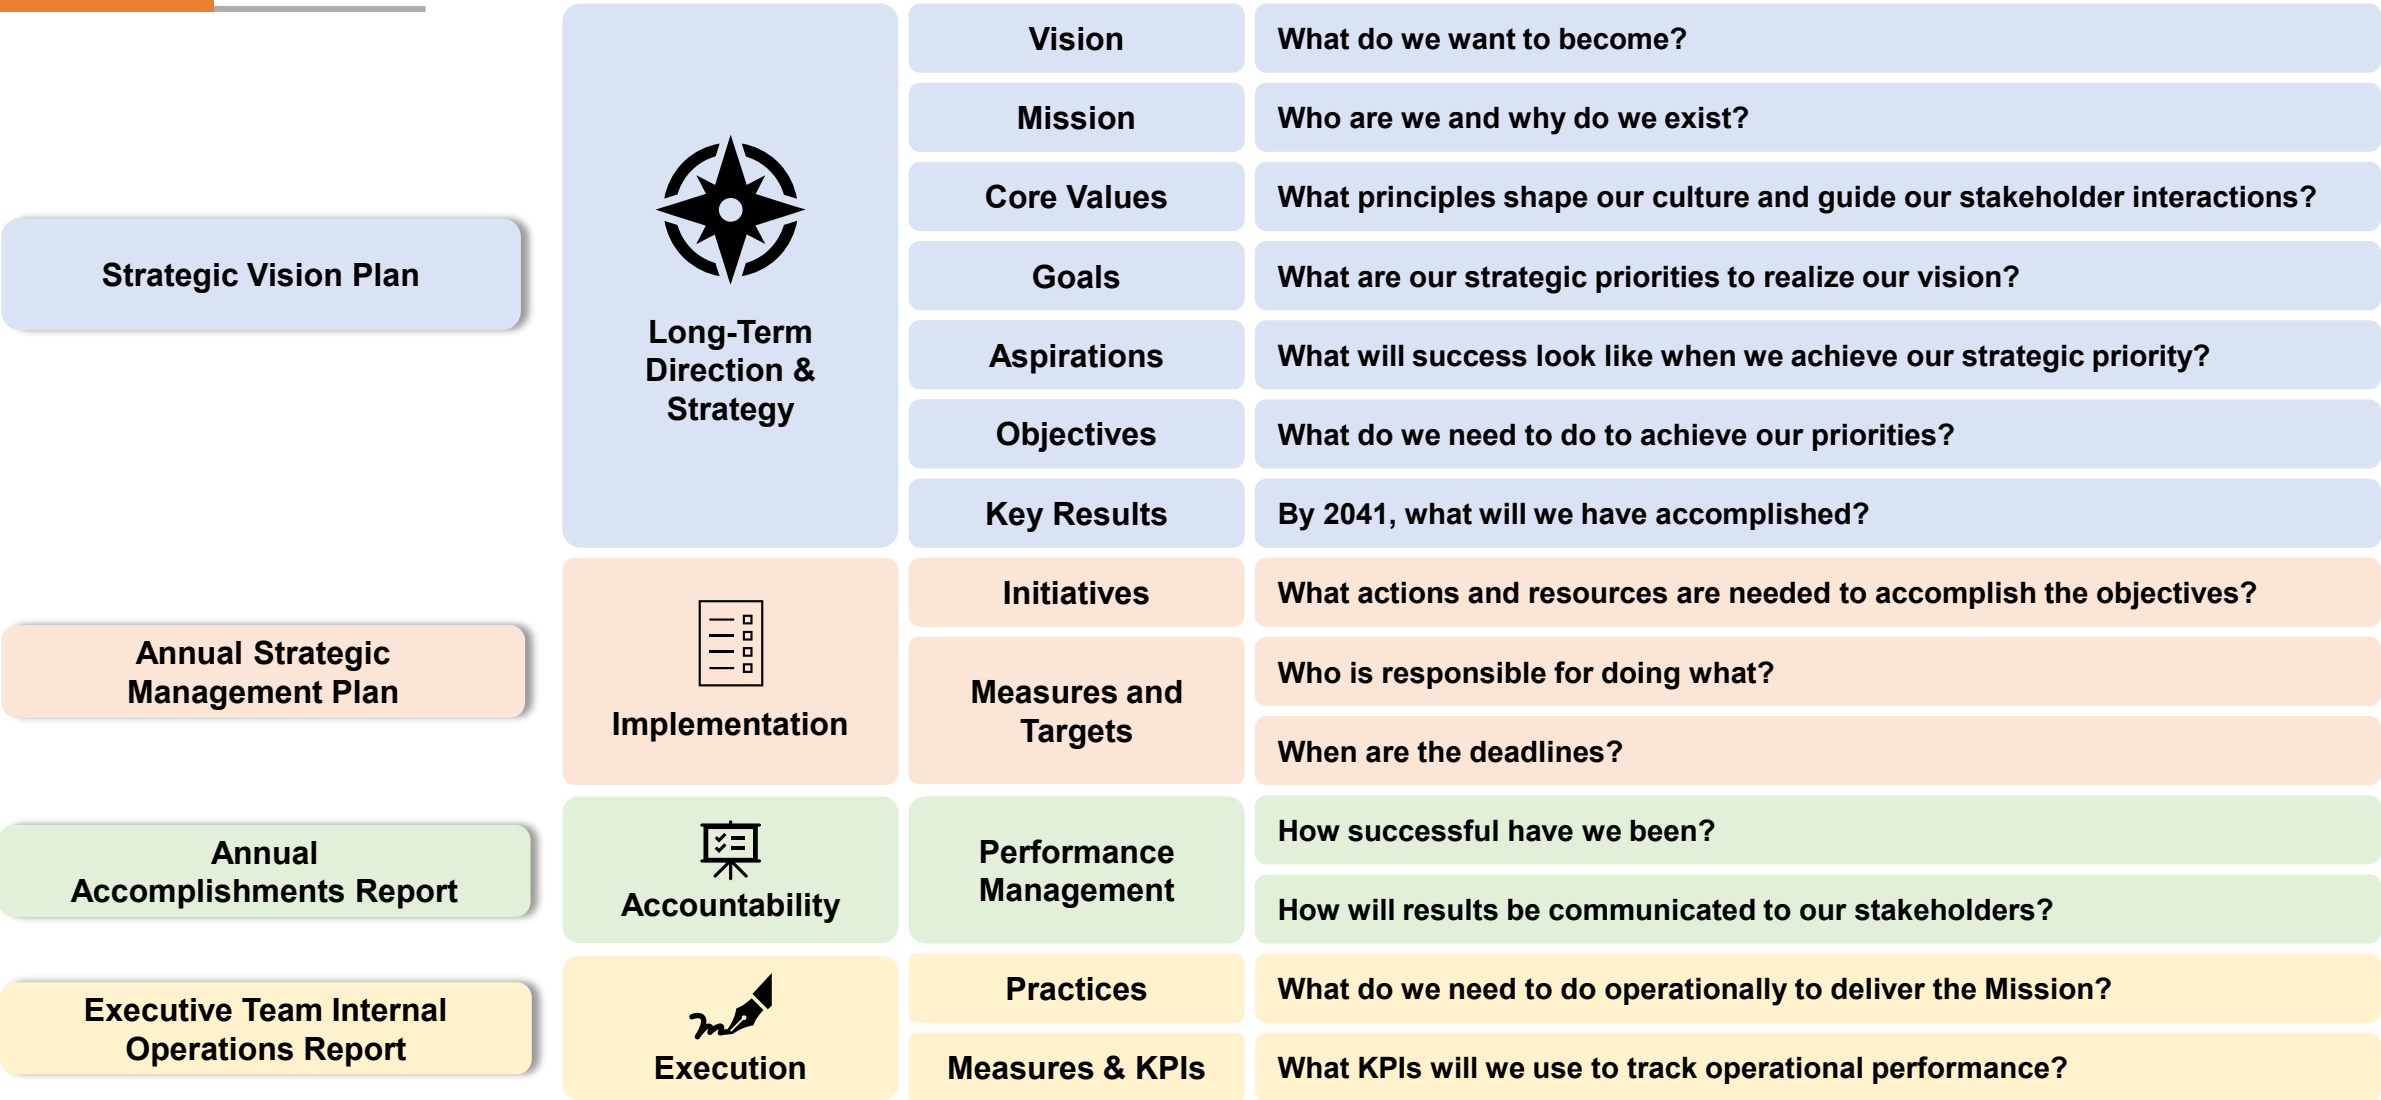 Strategic Vision Plan
Long-Term
Direction &
Strategy
Vision
What do we want to become?
Mission
Who are we and why do we exist?
Core Values
What principles shape our culture and guide our stakeholder interactions?
Goals
What are our strategic priorities to realize our vision?
Aspirations
What will success look like when we achieve our strategic priority?
Objectives
What do we need to do to achieve our priorities?
Key Results
By 2041, what will we have accomplished?
Annual Strategic
Management Plan
Implementation
Initiatives
What actions and resources are needed to accomplish the objectives?
Measures and
Targets
Who is responsible for doing what?
When are the deadlines?
Annual
Accomplishments Report
Accountability
Performance
Management
How successful have we been?
How will results be communicated to our stakeholders?
Executive Team Internal
Operations Report
Execution
Practices
What do we need to do operationally to deliver the Mission?
Measures & KPIs
What KPIs will we use to track operational performance?